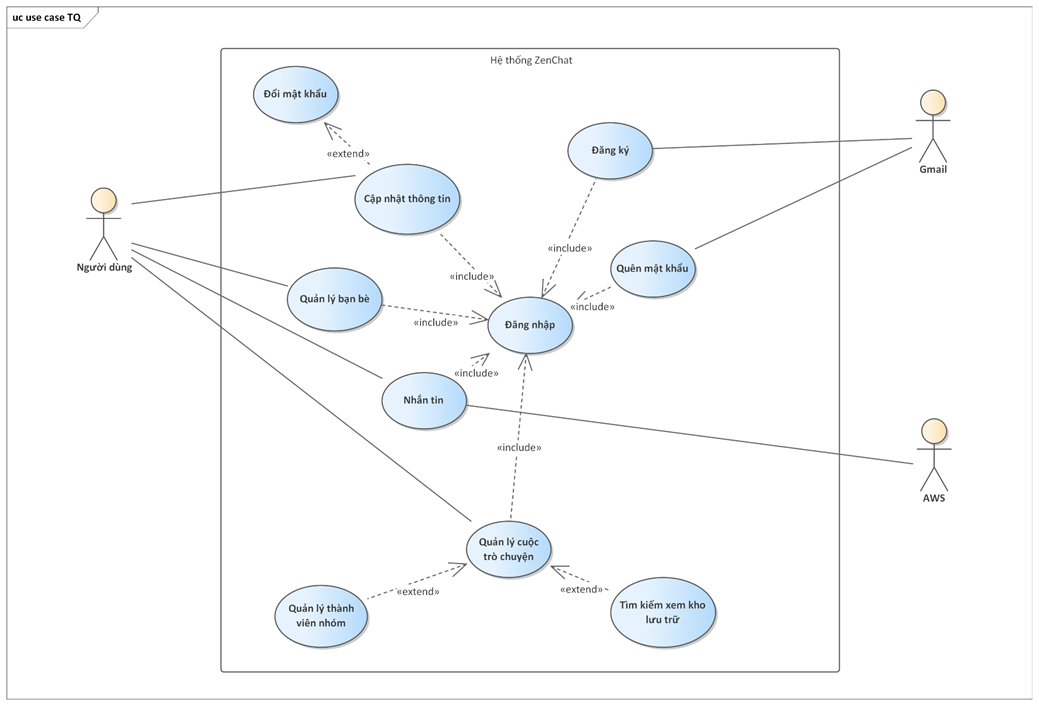 uc use case TQ
Hệ thống ZenChat
Đổi mật khẩu
«extend»
Đăng ký
Gmail
Cập nhật thông tin
Người dùng
«include»
«include»
Quên mật khẩu
Quản lý bạn bè
«include»
«include»
Đăng nhập
«include»
Nhắn tin
AWS
«include»
Quản lý cuộc
trò chuyện
«extend»
«extend»
Quản lý thành
viên nhóm
Tìm kiếm xem kho
lưu trữ